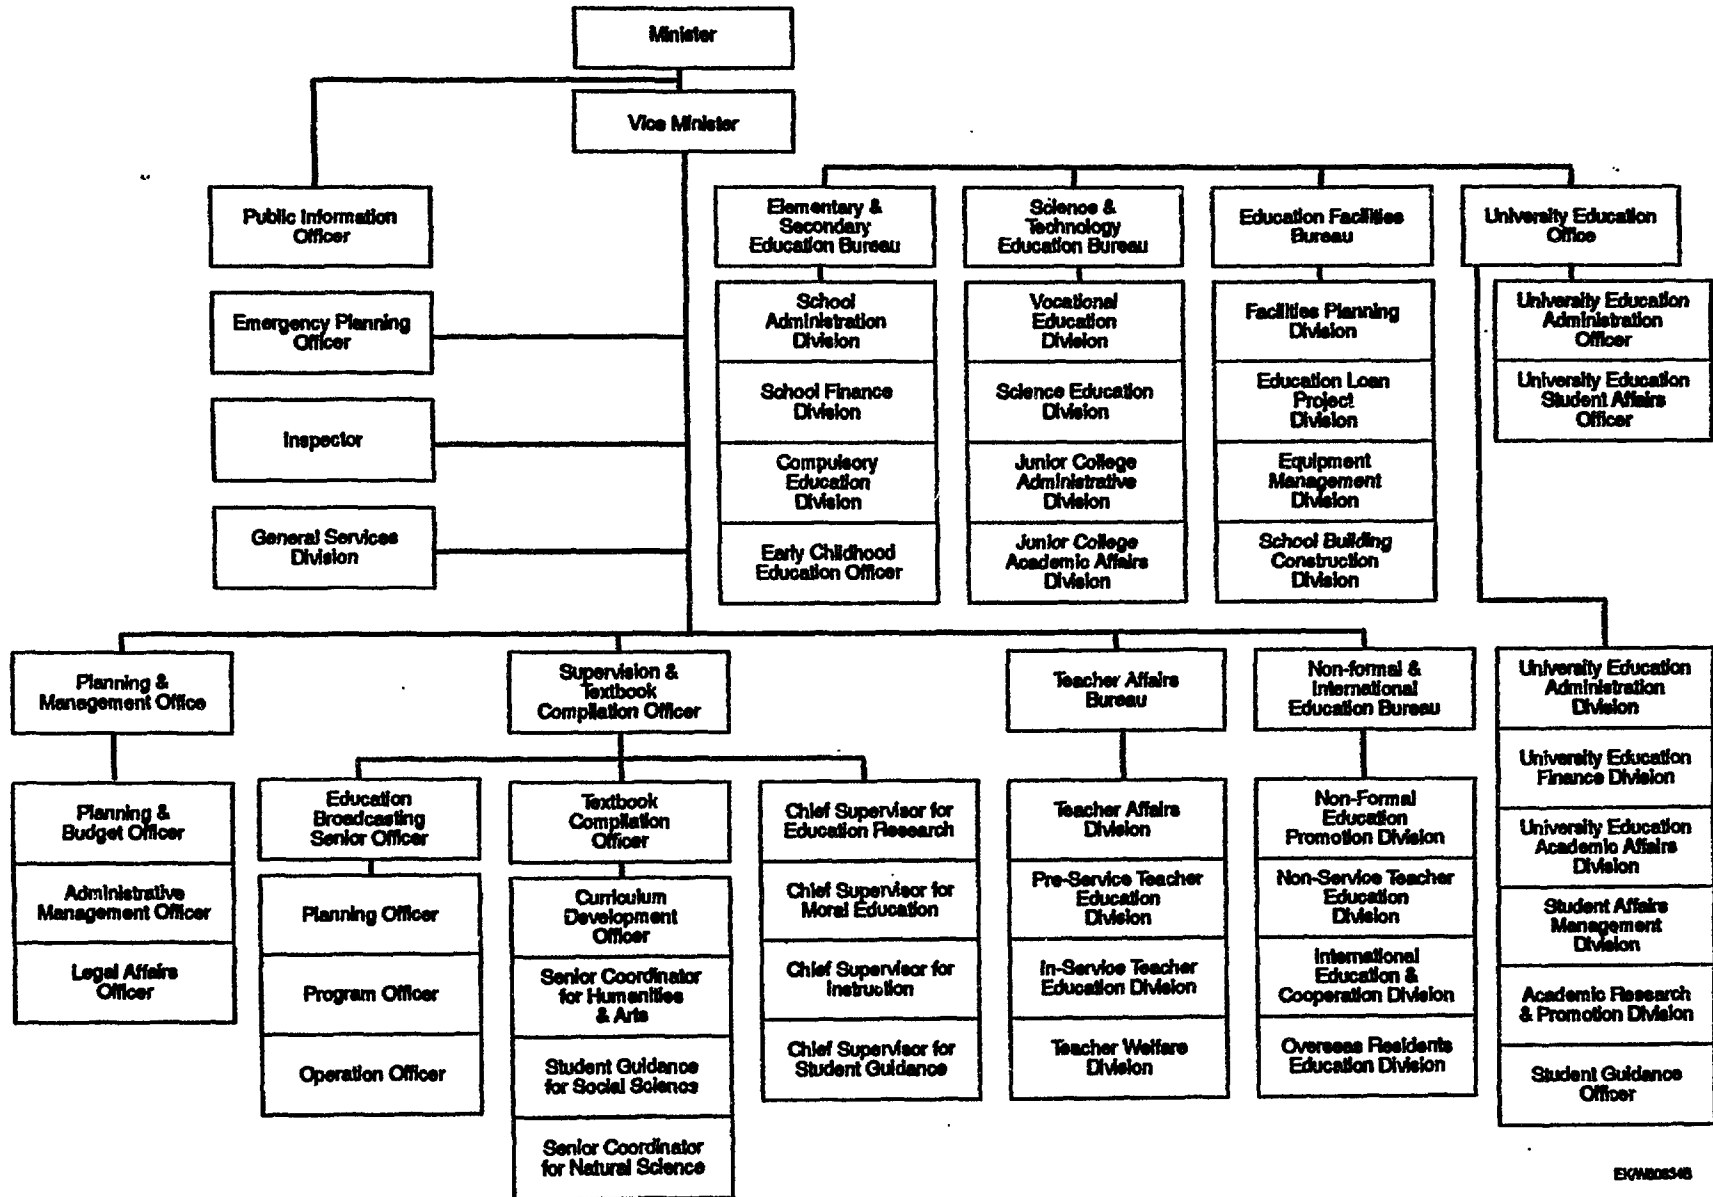 Minister
Vice Minister
Public Information
Officer
Emergency Planning
Officer
Inspector
General Services
Division
Elementary &
Secondary
Education Bureau
School
Administration
Division
School Finance
Division
Compulsory
Education
Division
Early Childhood
Education Officer
Science &
Technology
Education Bureau
Vocational
Education
Division
Science Education
Division
Junior College
Administrative
Division
Junior College
Academic Affairs
Division
Education Facilities
Bureau
Facilities Planning
Division
Education Loan
Project
Division
Equipment
Management
Division
School Building
Construction
Division
University Education
Office
University Education
Administration
Officer
University Education
Student Affairs
Officer
Planning &
Management Office
Planning &
Budget Officer
Administrative
Management Officer
Legal Affairs
Officer
Supervision &
Textbook
Compilation Officer
Education
Broadcasting
Senior Officer
Planning Officer
Program Officer
Operation Officer
Textbook
Compilation
Officer
Curriculum
Development
Officer
Senior Coordinator
for Humanities
& Arts
Student Guidance
for Social Science
Senior Coordinator
for Natural Science
Chief Supervisor for
Education Research
Chief Supervisor for
Moral Education
Chief Supervisor for
Instruction
Chief Supervisor for
Student Guidance
Teacher Affairs
Bureau
Teacher Affairs
Division
Pre-Service Teacher
Education
Division
In-Service Teacher
Education Division
Teacher Welfare
Division
Non-formal &
International
Education Bureau
Non-Formal
Education
Promotion Division
Non-Service Teacher
Education
Division
International
Education &
Cooperation Division
Overseas Residents
Education Division
University Education
Administration
Division
University Education
Finance Division
University Education
Academic Affairs
Division
Student Affairs
Management
Division
Academic Research
& Promotion Division
Student Guidance
Officer